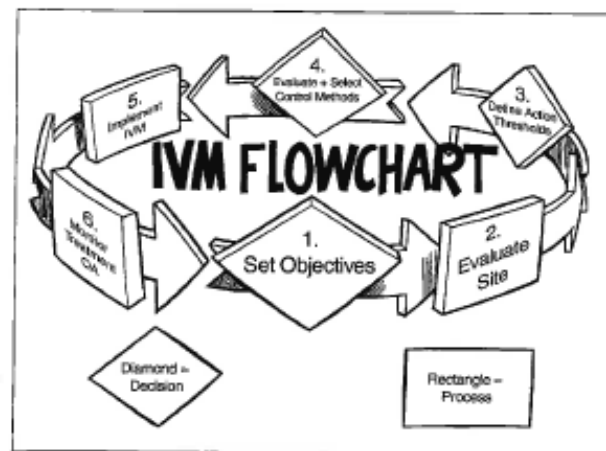 4.
Evaluate + Select
Control Methods
5.
Implement
IVM
3.
Define Action
Thresholds
IVM FLOWCHART
6.
Monitor
Treatment
QA
1.
Set Objectives
2.
Evaluate
Site
Diamond =
Decision
Rectangle =
Process